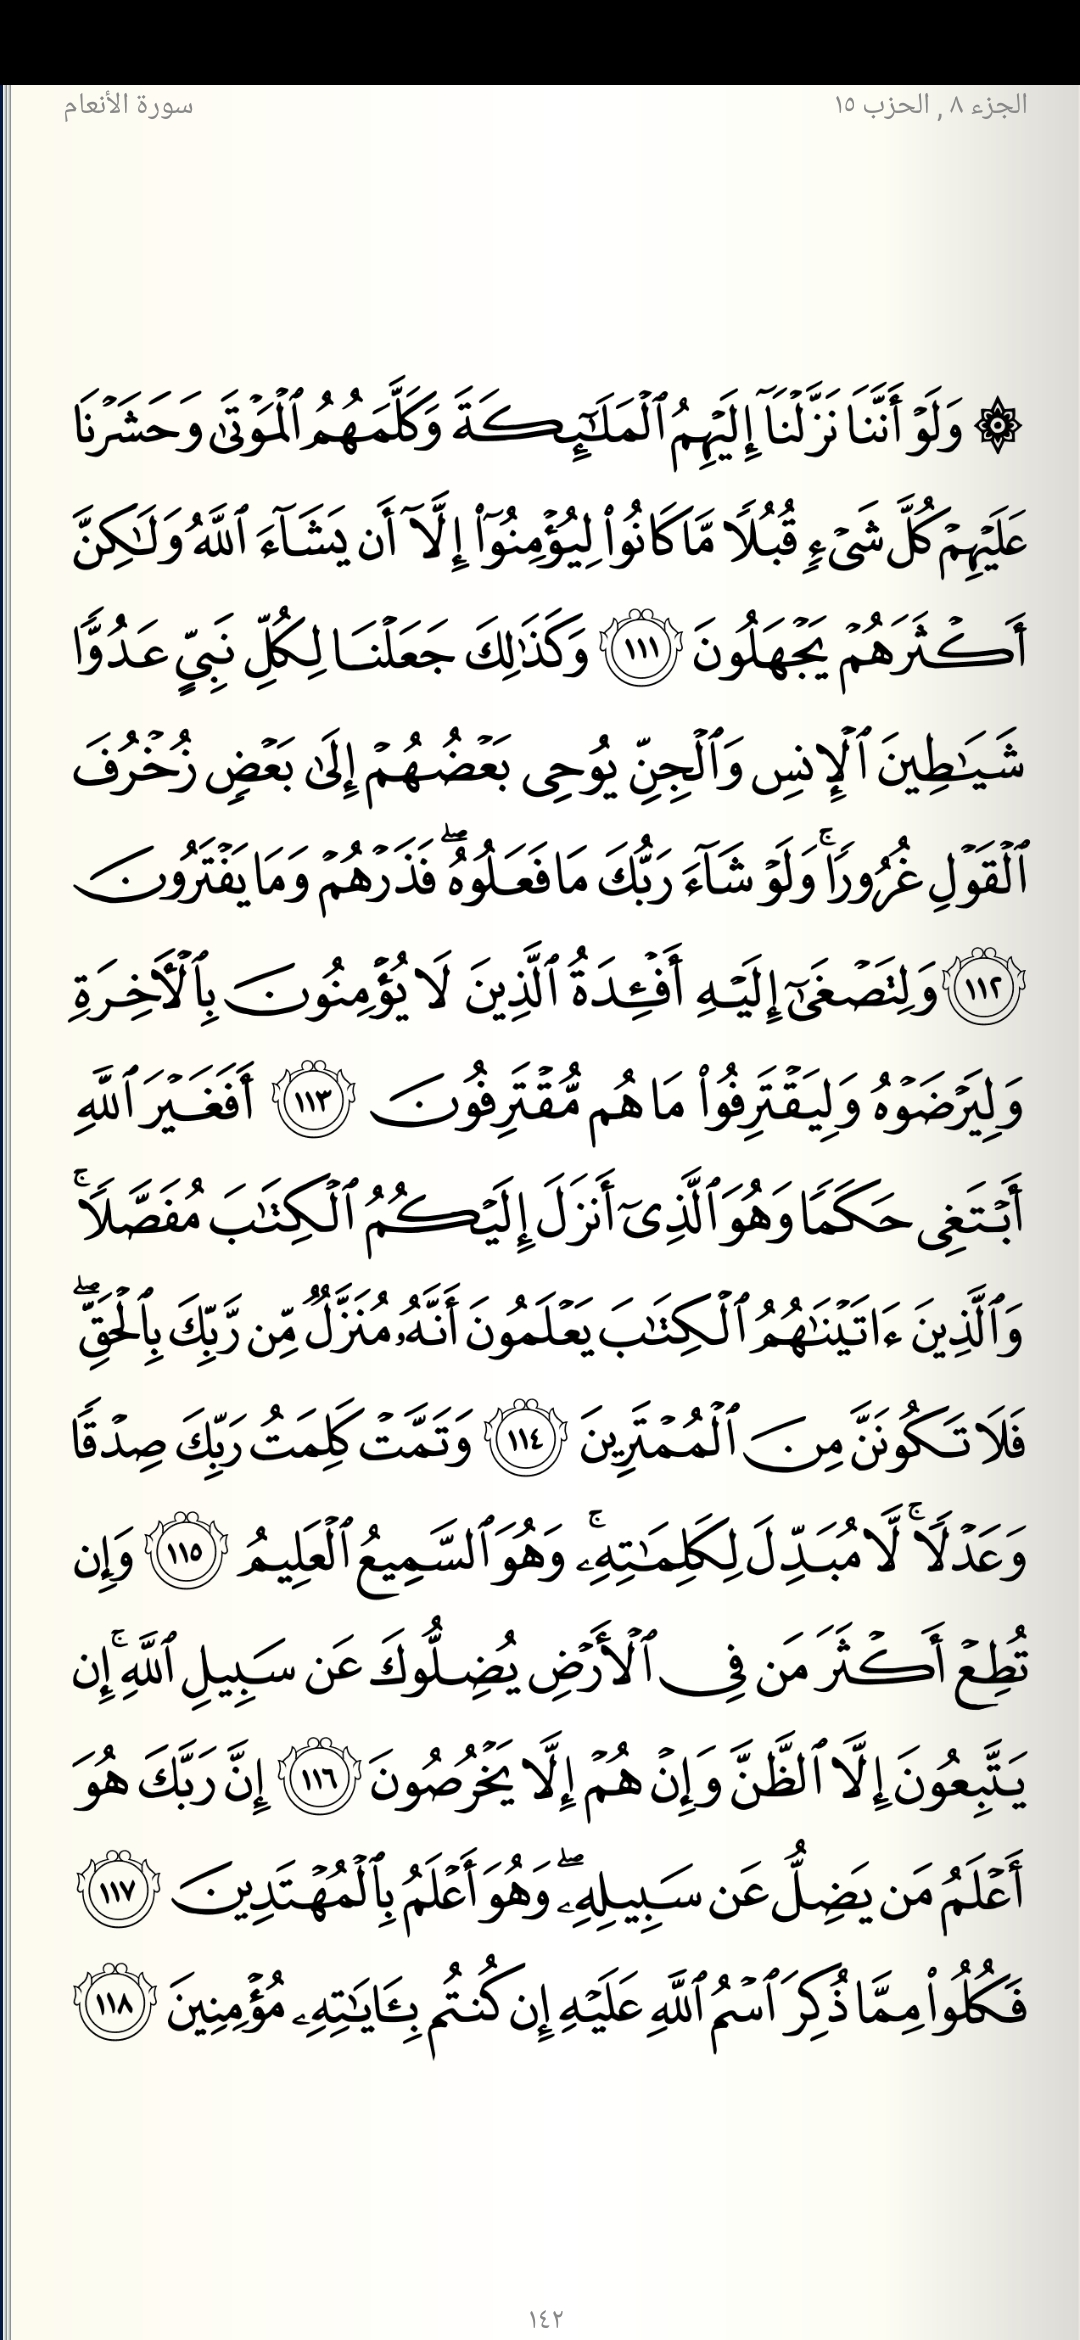 الجزء ٨ , الحزب ١٥
سورة الأنعام
۞ وَلَوۡ أَنَّنَا نَزَّلۡنَآ إِلَيۡهِمُ ٱلۡمَلَٰٓئِكَةَ وَكَلَّمَهُمُ ٱلۡمَوۡتَىٰ وَحَشَرۡنَا
عَلَيۡهِمۡ كُلَّ شَيۡءٖ قُبُلٗا مَّا كَانُواْ لِيُؤۡمِنُوٓاْ إِلَّآ أَن يَشَآءَ ٱللَّهُ وَلَٰكِنَّ
أَكۡثَرَهُمۡ يَجۡهَلُونَ ١١١ وَكَذَٰلِكَ جَعَلۡنَا لِكُلِّ نَبِيٍّ عَدُوّٗا
شَيَٰطِينَ ٱلۡإِنسِ وَٱلۡجِنِّ يُوحِي بَعۡضُهُمۡ إِلَىٰ بَعۡضٖ زُخۡرُفَ
ٱلۡقَوۡلِ غُرُورٗاۚ وَلَوۡ شَآءَ رَبُّكَ مَا فَعَلُوهُۖ فَذَرۡهُمۡ وَمَا يَفۡتَرُونَ
١١٢ وَلِتَصۡغَىٰٓ إِلَيۡهِ أَفۡـِٔدَةُ ٱلَّذِينَ لَا يُؤۡمِنُونَ بِٱلۡأٓخِرَةِ
وَلِيَرۡضَوۡهُ وَلِيَقۡتَرِفُواْ مَا هُم مُّقۡتَرِفُونَ ١١٣ أَفَغَيۡرَ ٱللَّهِ
أَبۡتَغِي حَكَمٗا وَهُوَ ٱلَّذِيٓ أَنزَلَ إِلَيۡكُمُ ٱلۡكِتَٰبَ مُفَصَّلٗاۚ
وَٱلَّذِينَ ءَاتَيۡنَٰهُمُ ٱلۡكِتَٰبَ يَعۡلَمُونَ أَنَّهُۥ مُنَزَّلٞ مِّن رَّبِّكَ بِٱلۡحَقِّۖ
فَلَا تَكُونَنَّ مِنَ ٱلۡمُمۡتَرِينَ ١١٤ وَتَمَّتۡ كَلِمَتُ رَبِّكَ صِدۡقٗا
وَعَدۡلٗاۚ لَّا مُبَدِّلَ لِكَلِمَٰتِهِۦۚ وَهُوَ ٱلسَّمِيعُ ٱلۡعَلِيمُ ١١٥ وَإِن
تُطِعۡ أَكۡثَرَ مَن فِي ٱلۡأَرۡضِ يُضِلُّوكَ عَن سَبِيلِ ٱللَّهِۚ إِن
يَتَّبِعُونَ إِلَّا ٱلظَّنَّ وَإِنۡ هُمۡ إِلَّا يَخۡرُصُونَ ١١٦ إِنَّ رَبَّكَ هُوَ
أَعۡلَمُ مَن يَضِلُّ عَن سَبِيلِهِۦۖ وَهُوَ أَعۡلَمُ بِٱلۡمُهۡتَدِينَ ١١٧
فَكُلُواْ مِمَّا ذُكِرَ ٱسۡمُ ٱللَّهِ عَلَيۡهِ إِن كُنتُم بِـَٔايَٰتِهِۦ مُؤۡمِنِينَ ١١٨
١٤٢